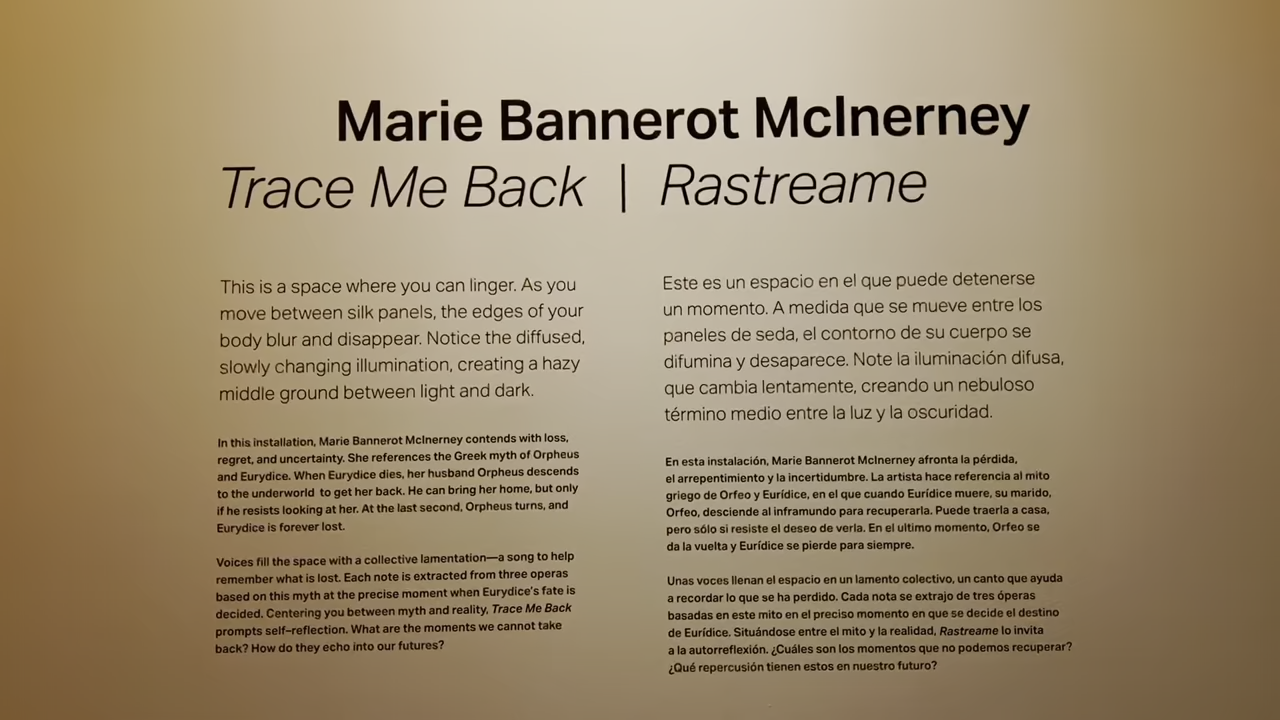 Marie Bannerot McInerney
Trace Me Back | Rastreame
This is a space where you can linger. As you
move between silk panels, the edges of your
body blur and disappear. Notice the diffused,
slowly changing illumination, creating a hazy
middle ground between light and dark.
In this installation, Marie Bannerot McInerney contends with loss,
regret, and uncertainty. She references the Greek myth of Orpheus
and Eurydice. When Eurydice dies, her husband Orpheus descends
to the underworld to get her back. He can bring her home, but only
if he resists looking at her. At the last second, Orpheus turns, and
Eurydice is forever lost.
Voices fill the space with a collective lamentation—a song to help
remember what is lost. Each note is extracted from three operas
based on this myth at the precise moment when Eurydice's fate is
decided. Centering you between myth and reality, Trace Me Back
prompts self–reflection. What are the moments we cannot take
back? How do they echo into our futures?
Este es un espacio en el que puede detenerse
un momento. A medida que se mueve entre los
paneles de seda, el contorno de su cuerpo se
difumina y desaparece. Note la iluminación difusa,
que cambia lentamente, creando un nebuloso
término medio entre la luz y la oscuridad.
En esta instalación, Marie Bannerot McInerney afronta la pérdida,
el arrepentimiento y la incertidumbre. La artista hace referencia al mito
griego de Orfeo y Eurídice, en el que cuando Eurídice muere, su marido,
Orfeo, desciende al inframundo para recuperarla. Puede traerla a casa,
pero sólo si resiste el deseo de verla. En el ultimo momento, Orfeo se
da la vuelta y Eurídice se pierde para siempre.
Unas voces llenan el espacio en un lamento colectivo, un canto que ayuda
a recordar lo que se ha perdido. Cada nota se extrajo de tres óperas
basadas en este mito en el preciso momento en que se decide el destino
de Eurídice. Situándose entre el mito y la realidad, Rastreame lo invita
a la autorreflexión. ¿Cuáles son los momentos que no podemos recuperar?
¿Qué repercusión tienen estos en nuestro futuro?